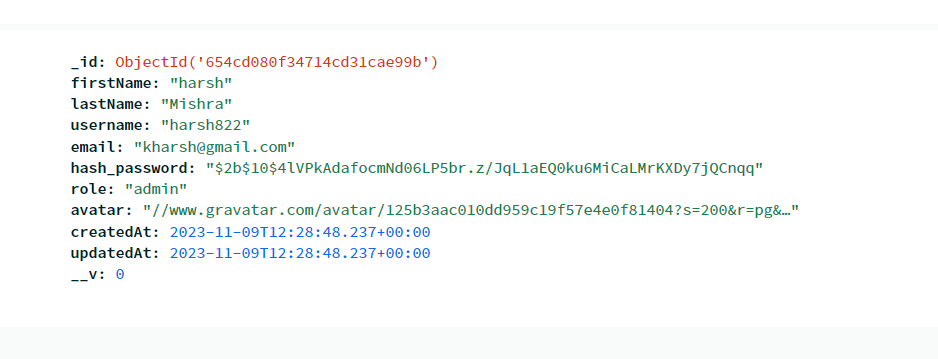 _id: ObjectId('654cd080f34714cd31cae99b')
firstName: "harsh"
lastName: "Mishra"
username: "harsh822"
email: "kharsh@gmail.com"
hash_password: "$2b$10$4lVPkAdafocmNd06LP5br.z/JqL1aEQ0ku6MiCaLMrKXDy7jQCnqq"
role: "admin"
avatar: "//www.gravatar.com/avatar/125b3aac010dd959c19f57e4e0f81404?s=200&r=pg&…"
createdAt: 2023-11-09T12:28:48.237+00:00
updatedAt: 2023-11-09T12:28:48.237+00:00
__v: 0